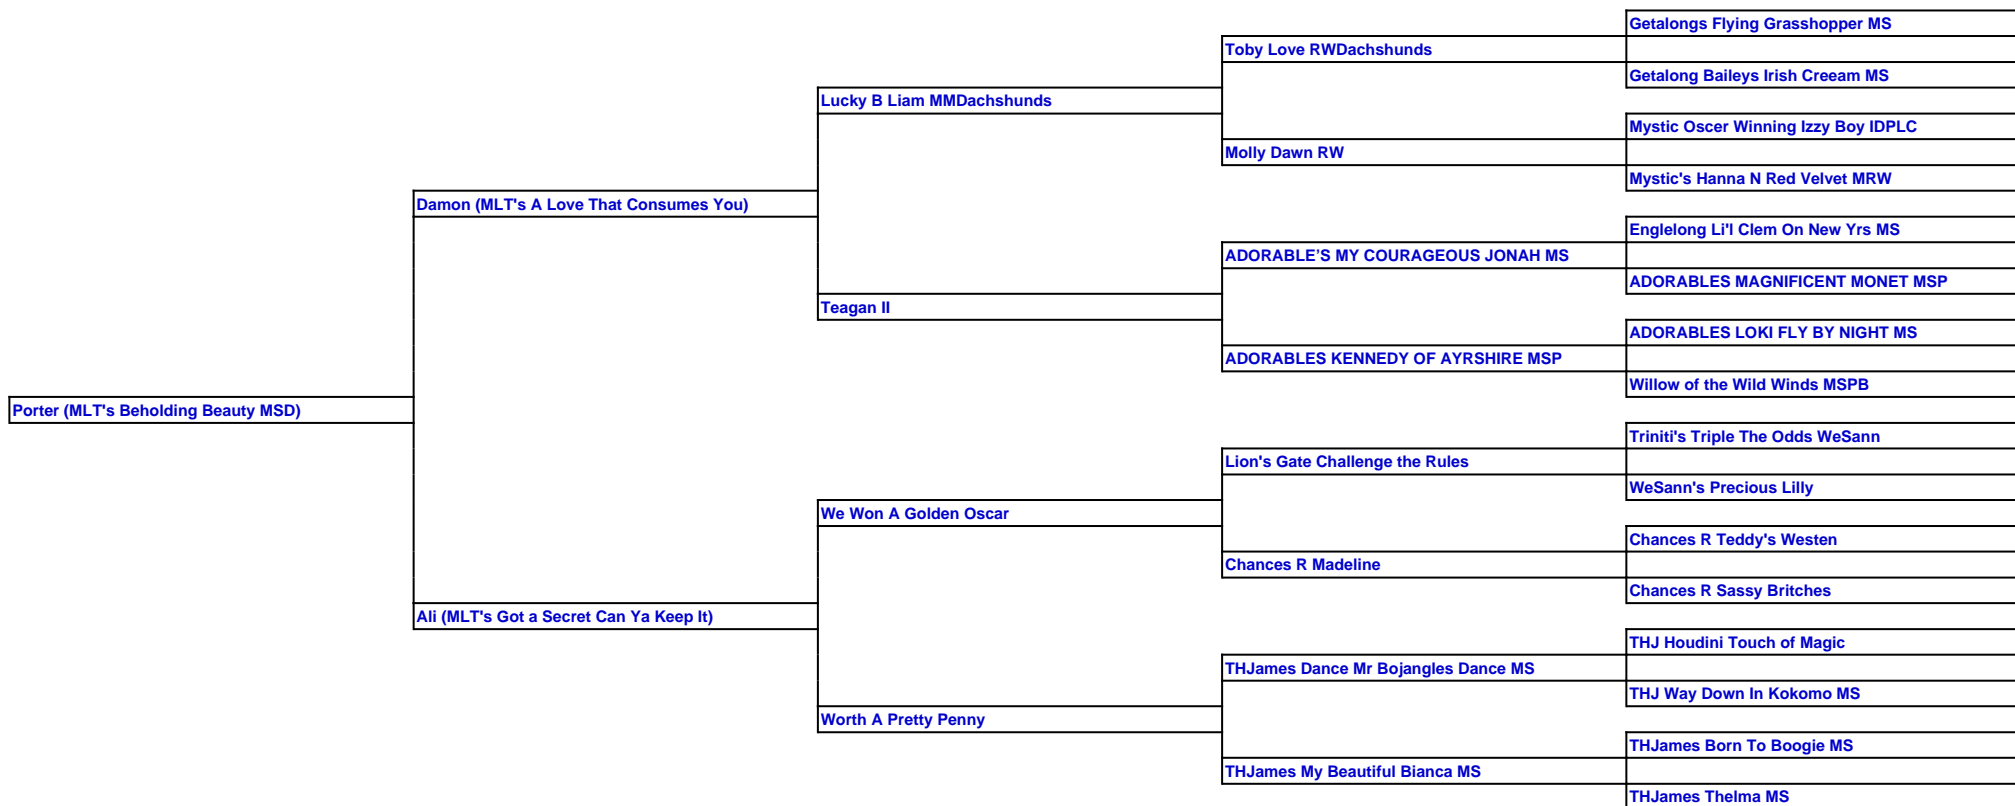 Getalongs Flying Grasshopper MS
Toby Love RWDachshunds
Getalong Baileys Irish Creeam MS
Lucky B Liam MMDachshunds
Mystic Oscer Winning Izzy Boy IDPLC
Molly Dawn RW
Mystic's Hanna N Red Velvet MRW
Damon (MLT's A Love That Consumes You)
Englelong Li'l Clem On New Yrs MS
ADORABLE’S MY COURAGEOUS JONAH MS
ADORABLES MAGNIFICENT MONET MSP
Teagan II
ADORABLES LOKI FLY BY NIGHT MS
ADORABLES KENNEDY OF AYRSHIRE MSP
Willow of the Wild Winds MSPB
Porter (MLT's Beholding Beauty MSD)
Triniti's Triple The Odds WeSann
Lion's Gate Challenge the Rules
WeSann's Precious Lilly
We Won A Golden Oscar
Chances R Teddy's Westen
Chances R Madeline
Chances R Sassy Britches
Ali (MLT's Got a Secret Can Ya Keep It)
THJ Houdini Touch of Magic
THJames Dance Mr Bojangles Dance MS
THJ Way Down In Kokomo MS
Worth A Pretty Penny
THJames Born To Boogie MS
THJames My Beautiful Bianca MS
THJames Thelma MS